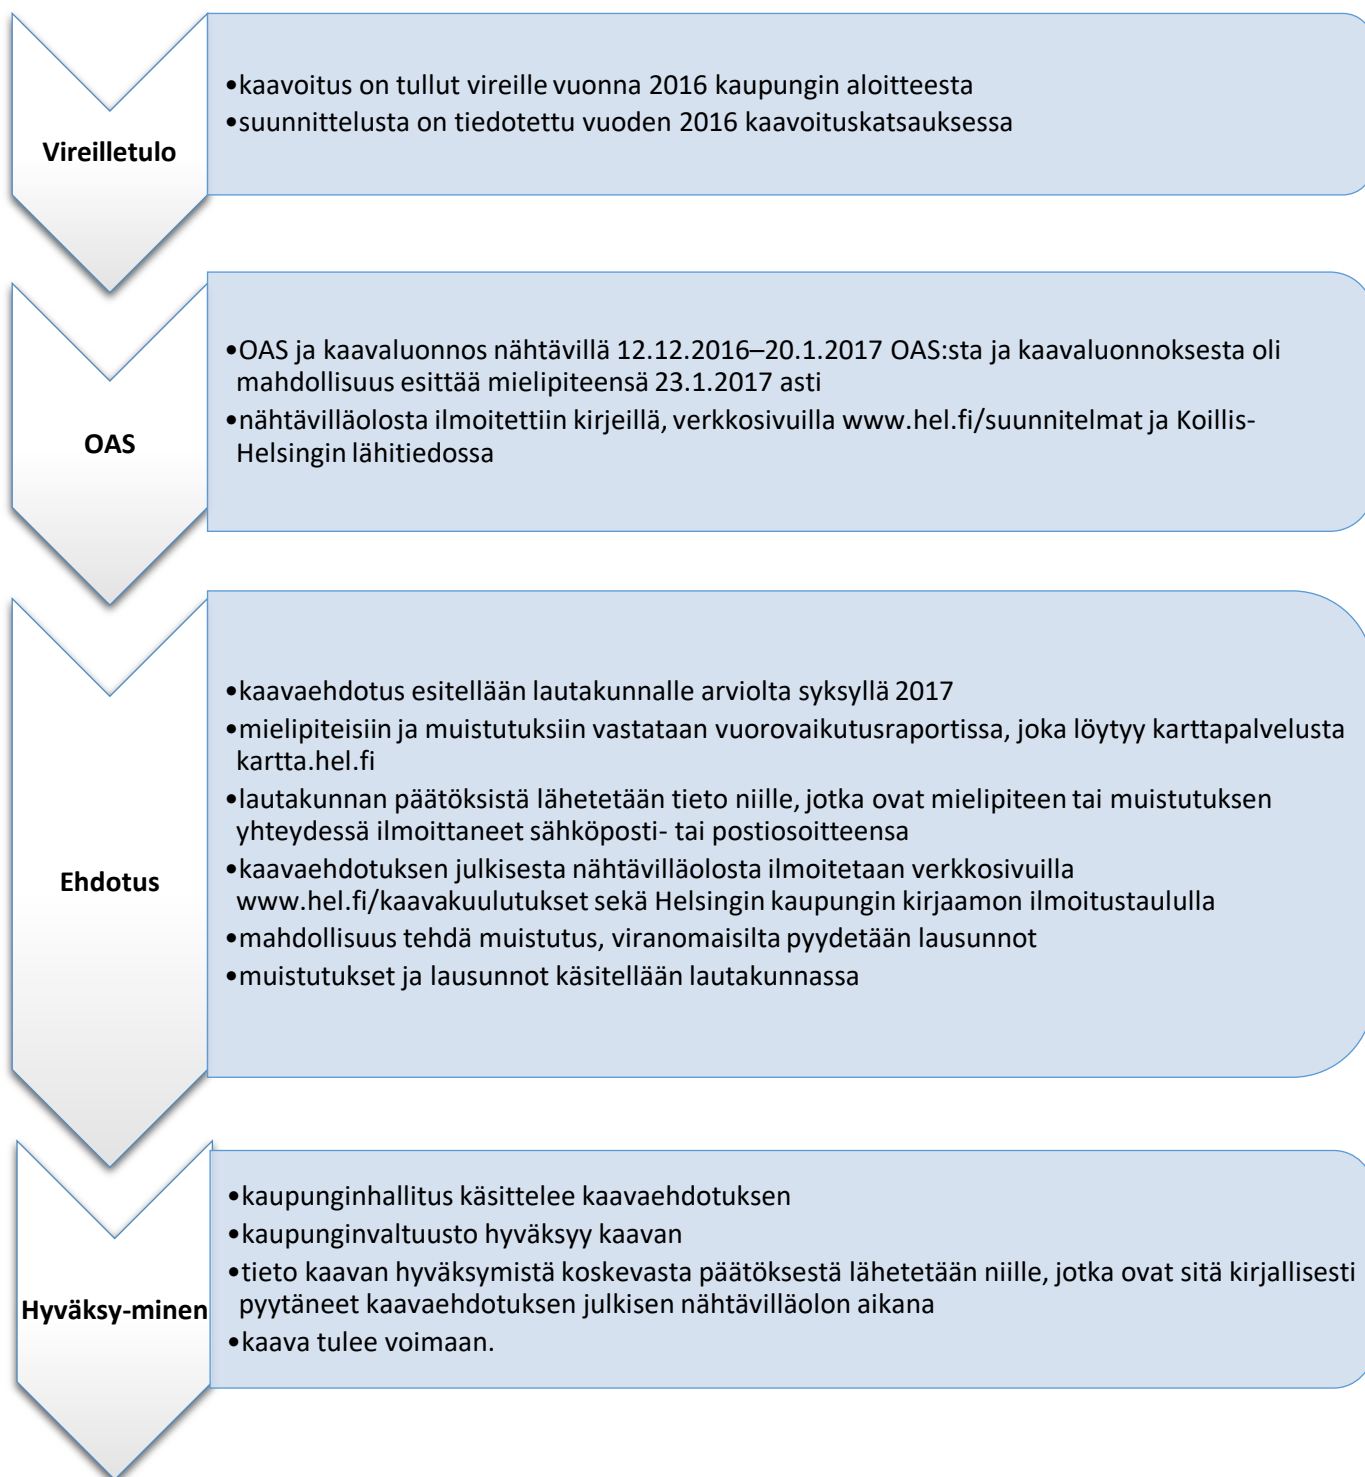 Vireilletulo
•kaavoitus on tullut vireille vuonna 2016 kaupungin aloitteesta
•suunnittelusta on tiedotettu vuoden 2016 kaavoituskatsauksessa
OAS
•OAS ja kaavaluonnos nähtävillä 12.12.2016–20.1.2017 OAS:sta ja kaavaluonnoksesta oli
mahdollisuus esittää mielipiteensä 23.1.2017 asti
•nähtävilläolosta ilmoitettiin kirjeillä, verkkosivuilla www.hel.fi/suunnitelmat ja Koillis-
Helsingin lähitiedossa
Ehdotus
•kaavaehdotus esitellään lautakunnalle arviolta syksyllä 2017
•mielipiteisiin ja muistutuksiin vastataan vuorovaikutusraportissa, joka löytyy karttapalvelusta
kartta.hel.fi
•lautakunnan päätöksistä lähetetään tieto niille, jotka ovat mielipiteen tai muistutuksen
yhteydessä ilmoittaneet sähköposti- tai postiosoitteensa
•kaavaehdotuksen julkisesta nähtävilläolosta ilmoitetaan verkkosivuilla
www.hel.fi/kaavakuulutukset sekä Helsingin kaupungin kirjaamon ilmoitustaululla
•mahdollisuus tehdä muistutus, viranomaisilta pyydetään lausunnot
•muistutukset ja lausunnot käsitellään lautakunnassa
Hyväksy-minen
•kaupunginhallitus käsittelee kaavaehdotuksen
•kaupunginvaltuusto hyväksyy kaavan
•tieto kaavan hyväksymistä koskevasta päätöksestä lähetetään niille, jotka ovat sitä kirjallisesti
pyytäneet kaavaehdotuksen julkisen nähtävilläolon aikana
•kaava tulee voimaan.